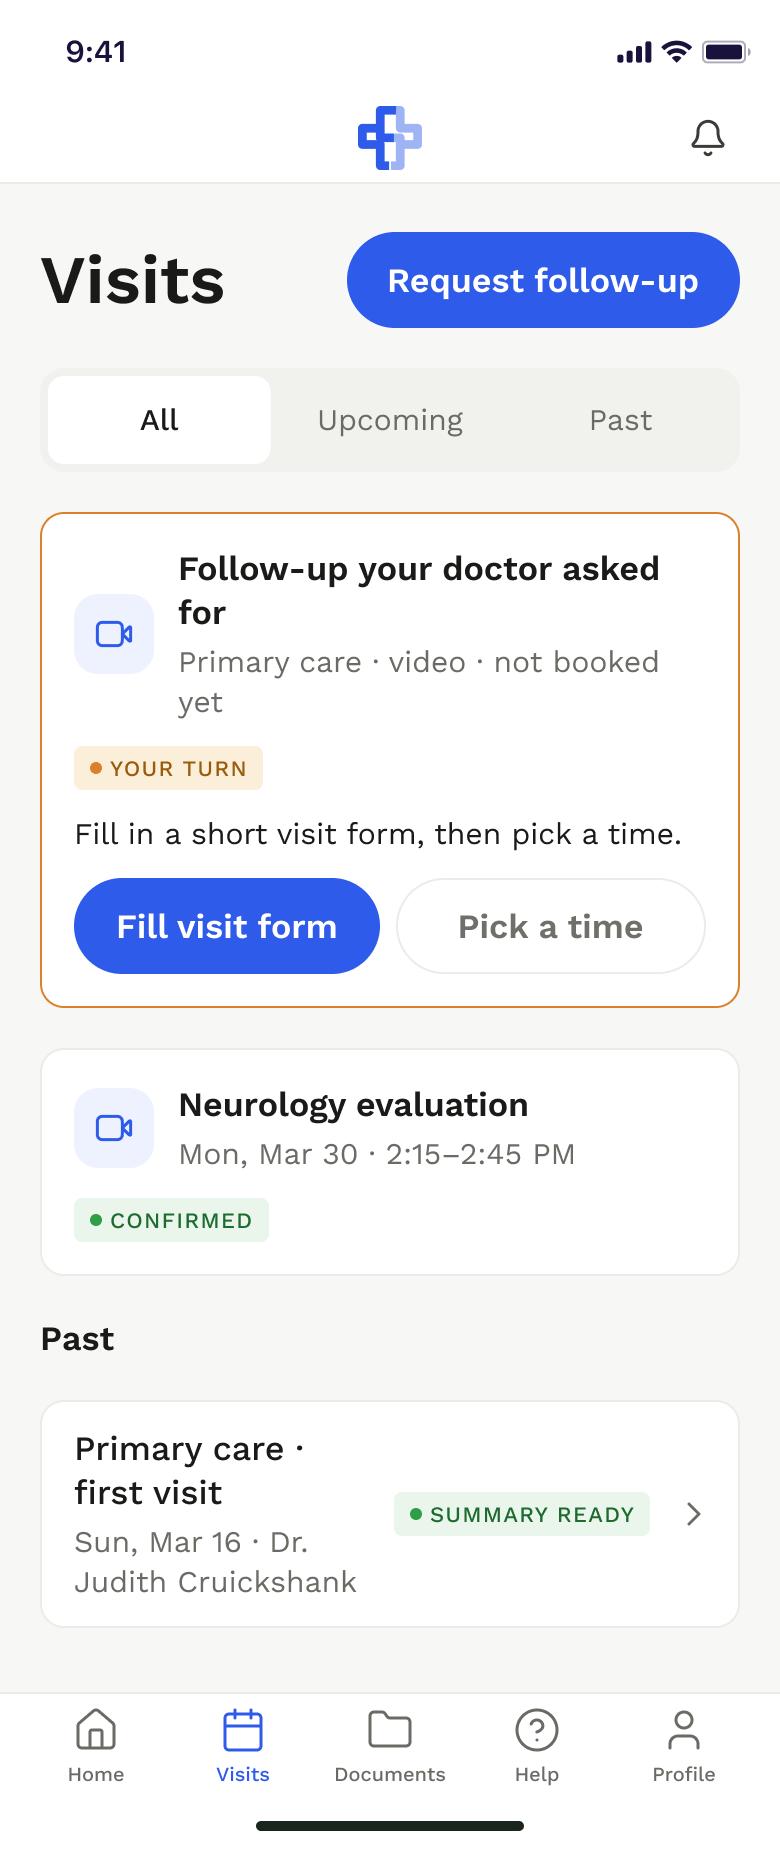 9:41
Visits
Request follow-up
All
Upcoming
Past
Follow-up your doctor asked
for
Primary care · video · not booked
yet
YOUR TURN
Fill in a short visit form, then pick a time.
Fill visit form
Pick a time
Neurology evaluation
Mon, Mar 30 · 2:15–2:45 PM
CONFIRMED
Past
Primary care ·
first visit
Sun, Mar 16 · Dr.
Judith Cruickshank
SUMMARY READY
Home
Visits
Documents
Help
Profile